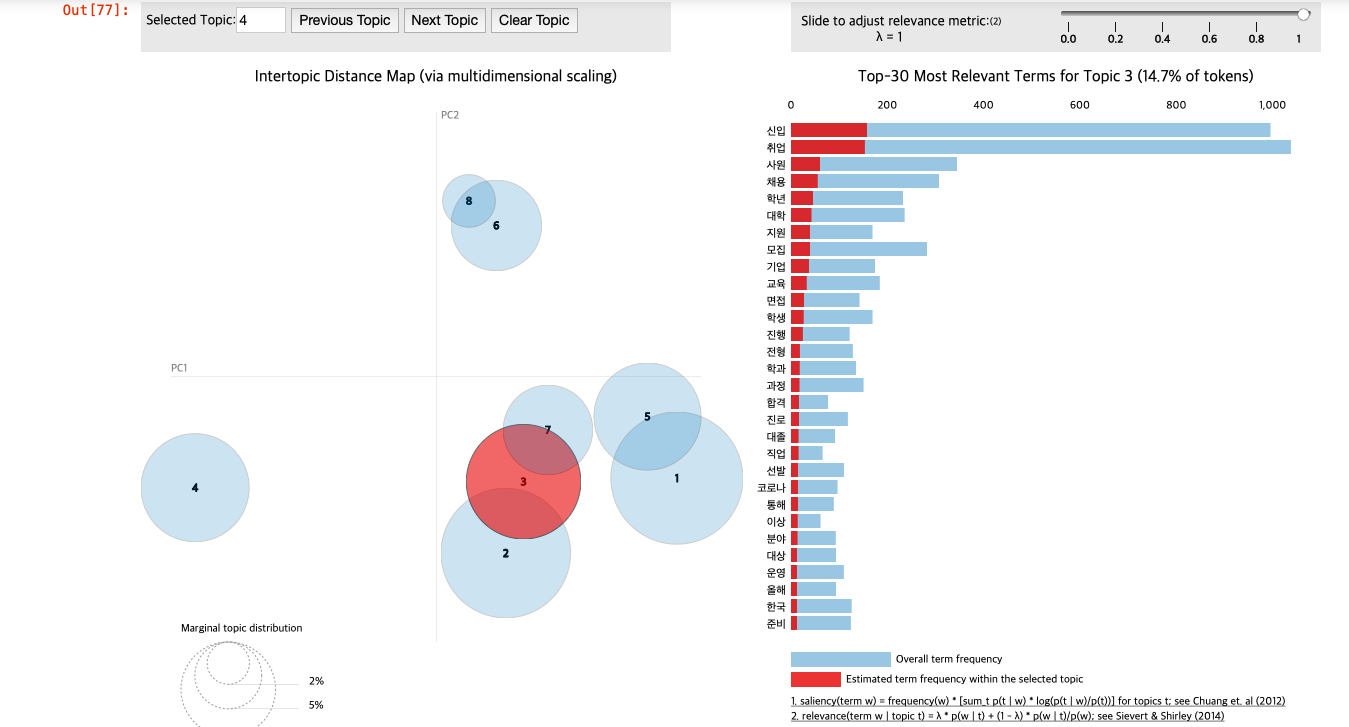 Out[77]:
Selected Topic: 4 Previous Topic Next Topic Clear Topic
Slide to adjust relevance metric:(2)
λ = 1
0.0 0.2 0.4 0.6 0.8 1
Intertopic Distance Map (via multidimensional scaling)
PC2
PC1
8
6
7
5
1
3
4
2
Marginal topic distribution
2%
5%
Top-30 Most Relevant Terms for Topic 3 (14.7% of tokens)
0 200 400 600 800 1,000
신입
취업
사원
채용
학년
대학
지원
모집
기업
교육
면접
학생
진행
전형
학과
과정
합격
진로
대졸
직업
선발
코로나
통해
이상
분야
대상
운영
올해
한국
준비
Overall term frequency
Estimated term frequency within the selected topic
1. saliency(term w) = frequency(w) * [sum_t p(t | w) * log(p(t | w)/p(t))] for topics t; see Chuang et. al (2012)
2. relevance(term w | topic t) = λ * p(w | t) + (1 - λ) * p(w | t)/p(w); see Sievert & Shirley (2014)